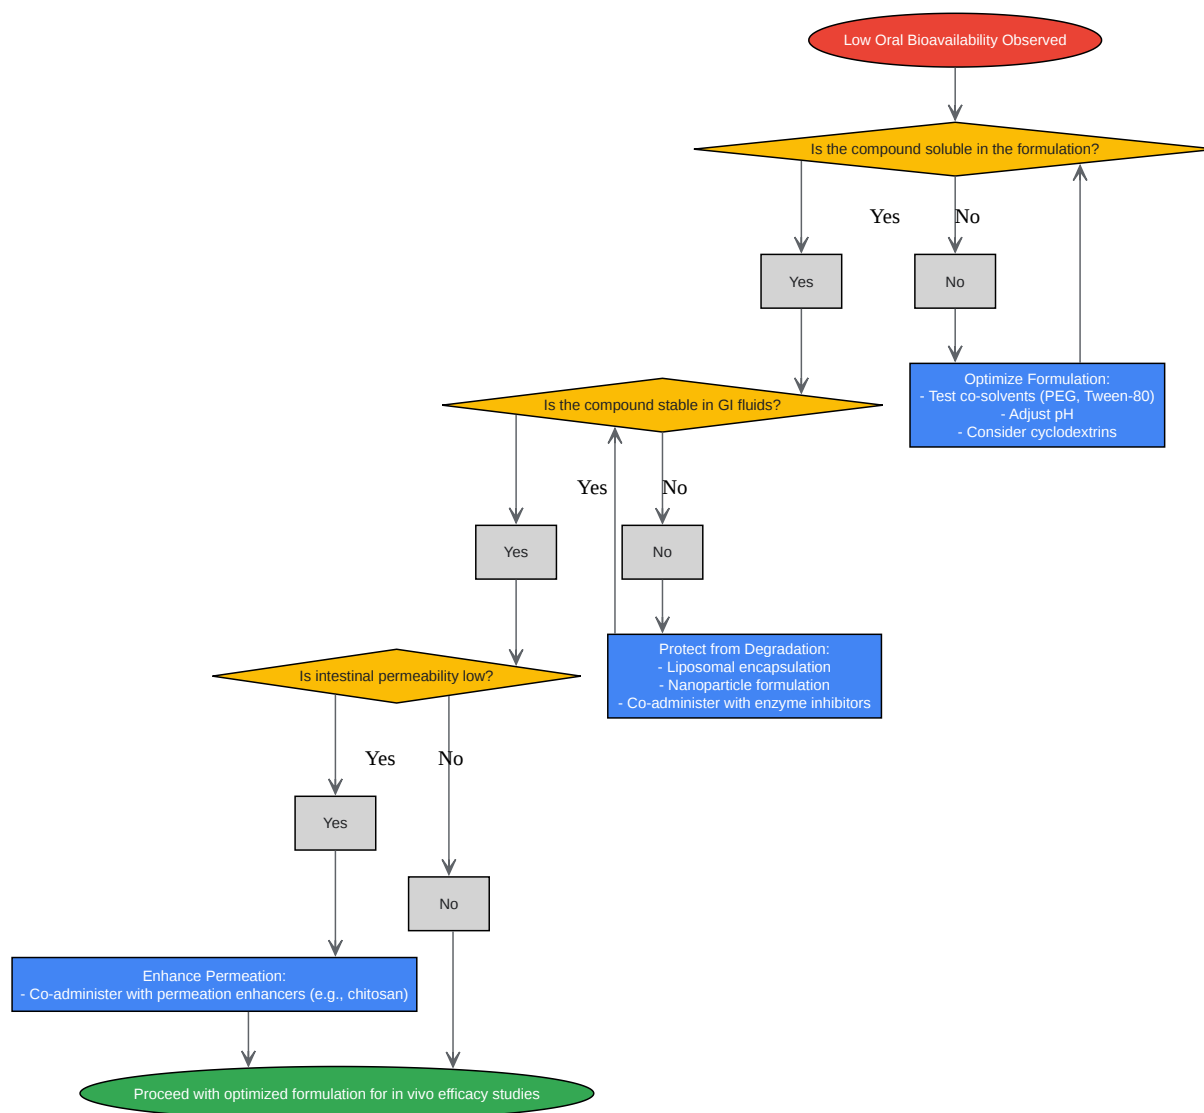 Low Oral Bioavailability Observed
Is the compound soluble in the formulation?
Yes
No
Yes
No
Optimize Formulation:
- Test co-solvents (PEG, Tween-80)
- Adjust pH
- Consider cyclodextrins
Is the compound stable in GI fluids?
Yes
No
Yes
No
Protect from Degradation:
- Liposomal encapsulation
- Nanoparticle formulation
- Co-administer with enzyme inhibitors
Is intestinal permeability low?
Yes
No
Yes
No
Enhance Permeation:
- Co-administer with permeation enhancers (e.g., chitosan)
Proceed with optimized formulation for in vivo efficacy studies